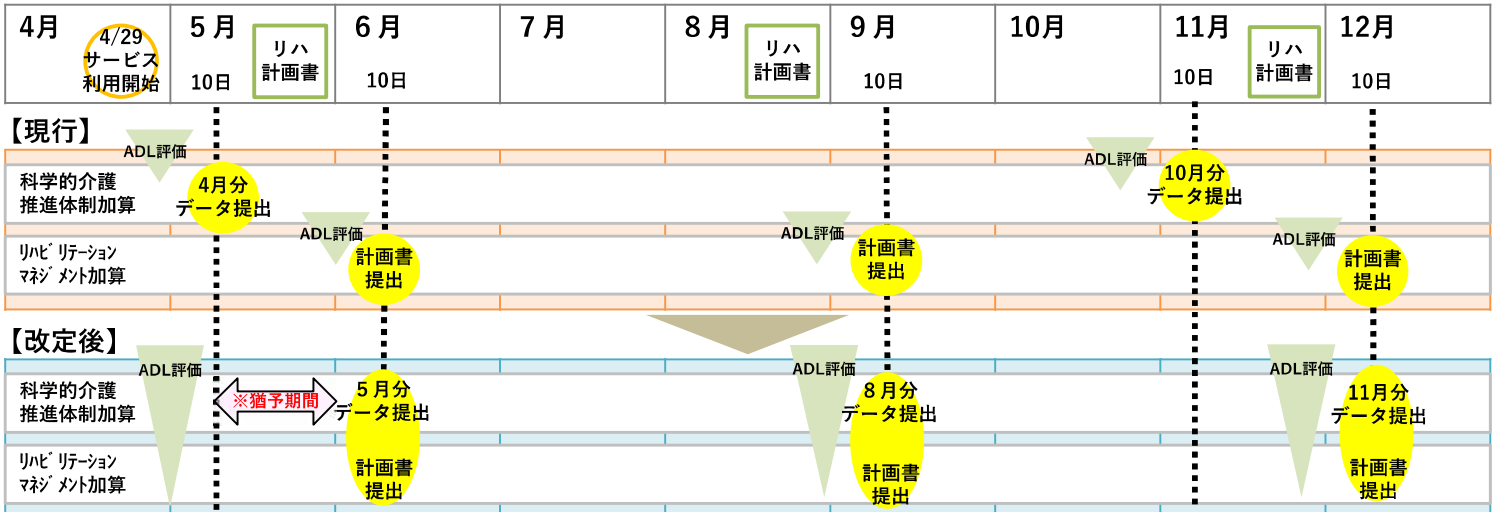 4月
4/29
サービス
利用開始
5月
10日
リハ
計画書
6月
10日
7月
8月
リハ
計画書
9月
10日
10月
11月
10日
リハ
計画書
12月
10日
【現行】
ADL評価
ADL評価
科学的介護
推進体制加算
4月分
データ提出
10月分
データ提出
リハビリテーション
マネジメント加算
ADL評価
計画書
提出
ADL評価
計画書
提出
ADL評価
計画書
提出
【改定後】
ADL評価
ADL評価
ADL評価
科学的介護
推進体制加算
※猶予期間
5月分
データ提出
8月分
データ提出
11月分
データ提出
リハビリテーション
マネジメント加算
計画書
提出
計画書
提出
計画書
提出